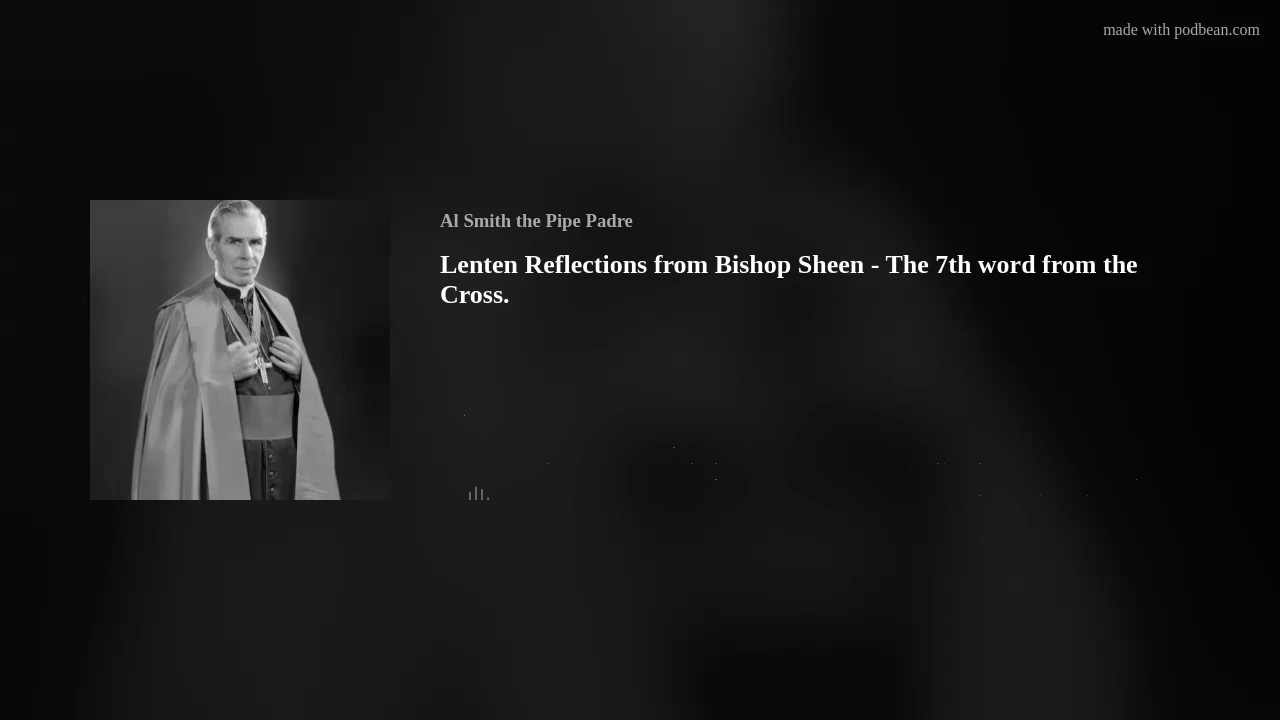 made with podbean.com
Al Smith the Pipe Padre
Lenten Reflections from Bishop Sheen - The 7th word from the
Cross.